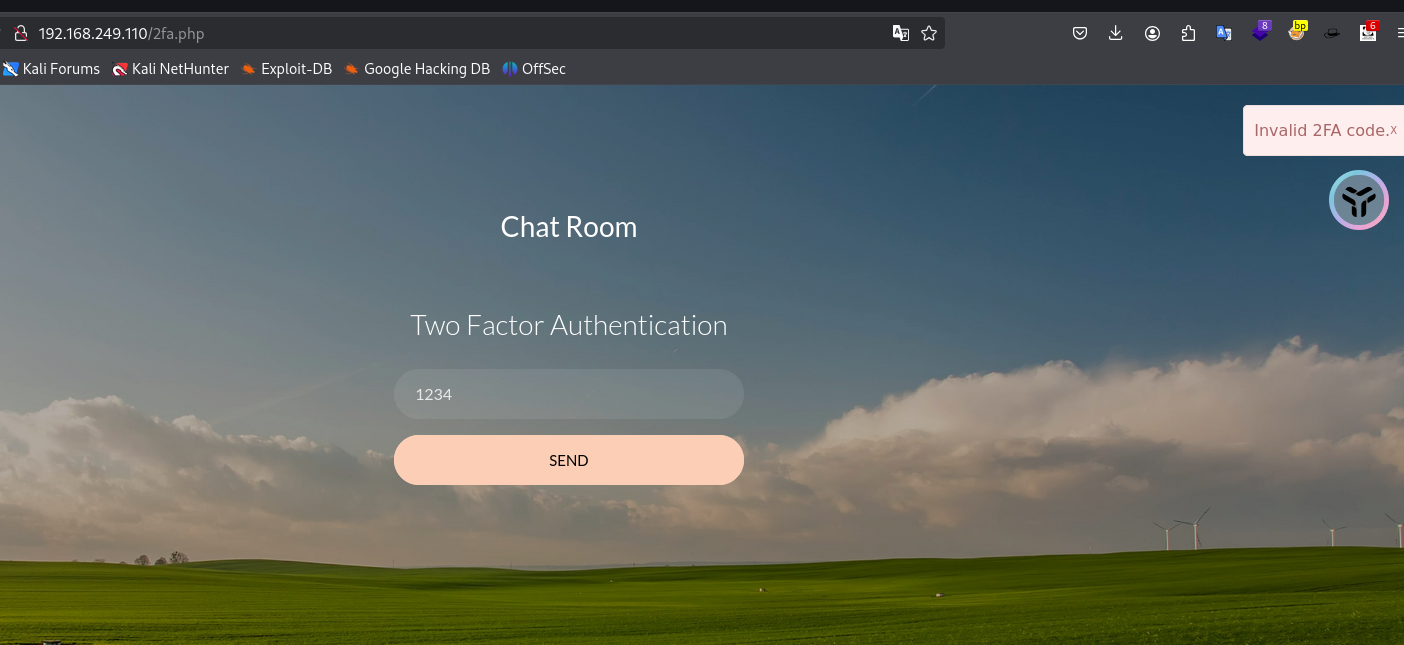 192.168.249.110/2fa.php
8
bp
6
Kali Forums Kali NetHunter Exploit-DB Google Hacking DB OffSec
Invalid 2FA code.x
Chat Room
Two Factor Authentication
1234
SEND